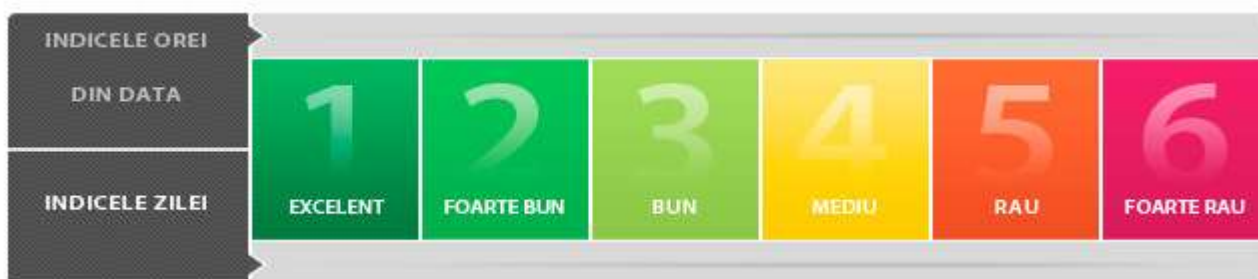 INDICELE OREI
DIN DATA
INDICELE ZILEI
1
EXCELENT
2
FOARTE BUN
3
BUN
4
MEDIU
5
RAU
6
FOARTE RAU